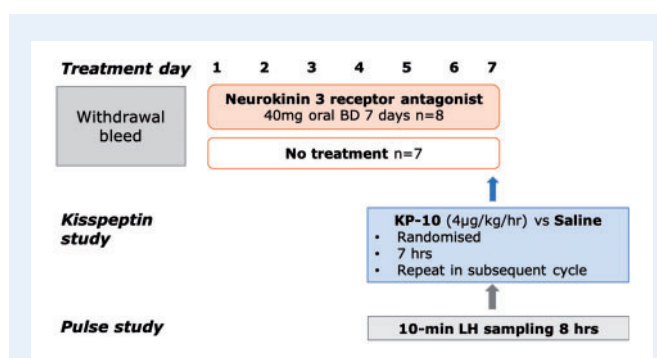 Treatment day 1 2 3 4 5 6 7
Withdrawal
bleed
Neurokinin 3 receptor antagonist
40mg oral BD 7 days n=8
No treatment n=7
Kisspeptin
study
KP-10 (4µg/kg/hr) vs Saline
• Randomised
• 7 hrs
• Repeat in subsequent cycle
Pulse study
10-min LH sampling 8 hrs